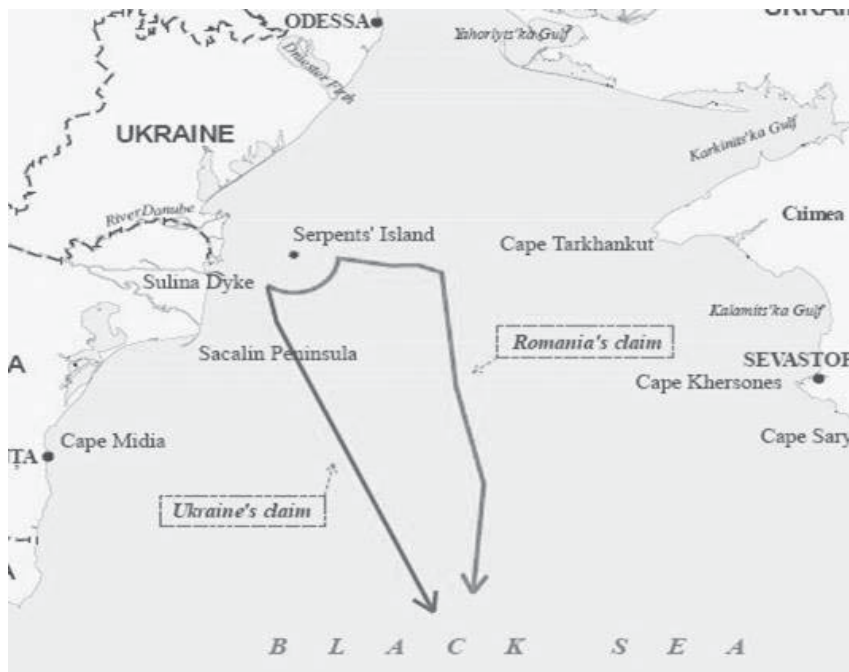 ODESSA
Yahorlyts'ka Gulf
Dniester Firth
UKRAINE
Karkinits'ka Gulf
River Danube
Crimea
Serpents' Island
Cape Tarkhankut
Sulina Dyke
Kalamits'ka Gulf
Romania's claim
Sacalin Peninsula
SEVASTOP
Cape Khersones
Cape Midia
Cape Sary
Ukraine's claim
B L A C K S E A